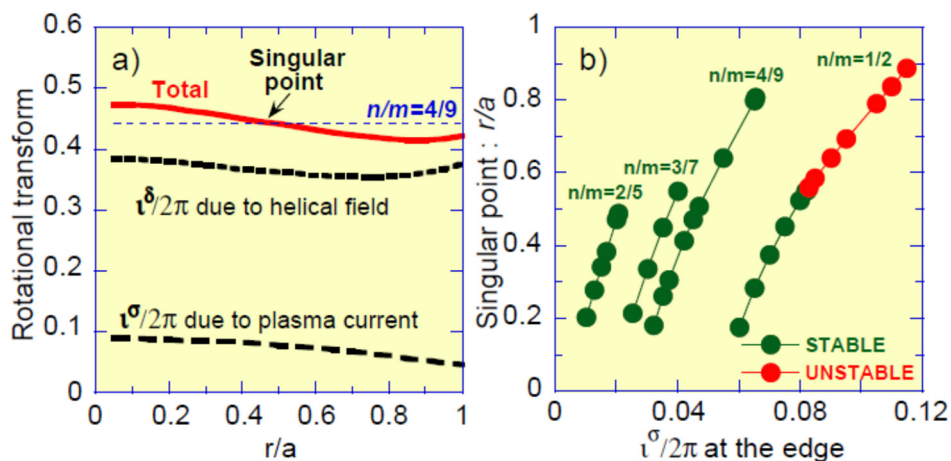 a)
Rotational transform
0.6
0.5
0.4
0.3
0.2
0.1
0
Singular
point
Total
n/m=4/9
ι^δ/2π due to helical field
ι^σ/2π due to plasma current
0 0.2 0.4 0.6 0.8 1
r/a
b)
Singular point : r/a
1
0.8
0.6
0.4
0.2
0
n/m=1/2
n/m=4/9
n/m=3/7
n/m=2/5
STABLE
UNSTABLE
0 0.04 0.08 0.12
ι^σ/2π at the edge